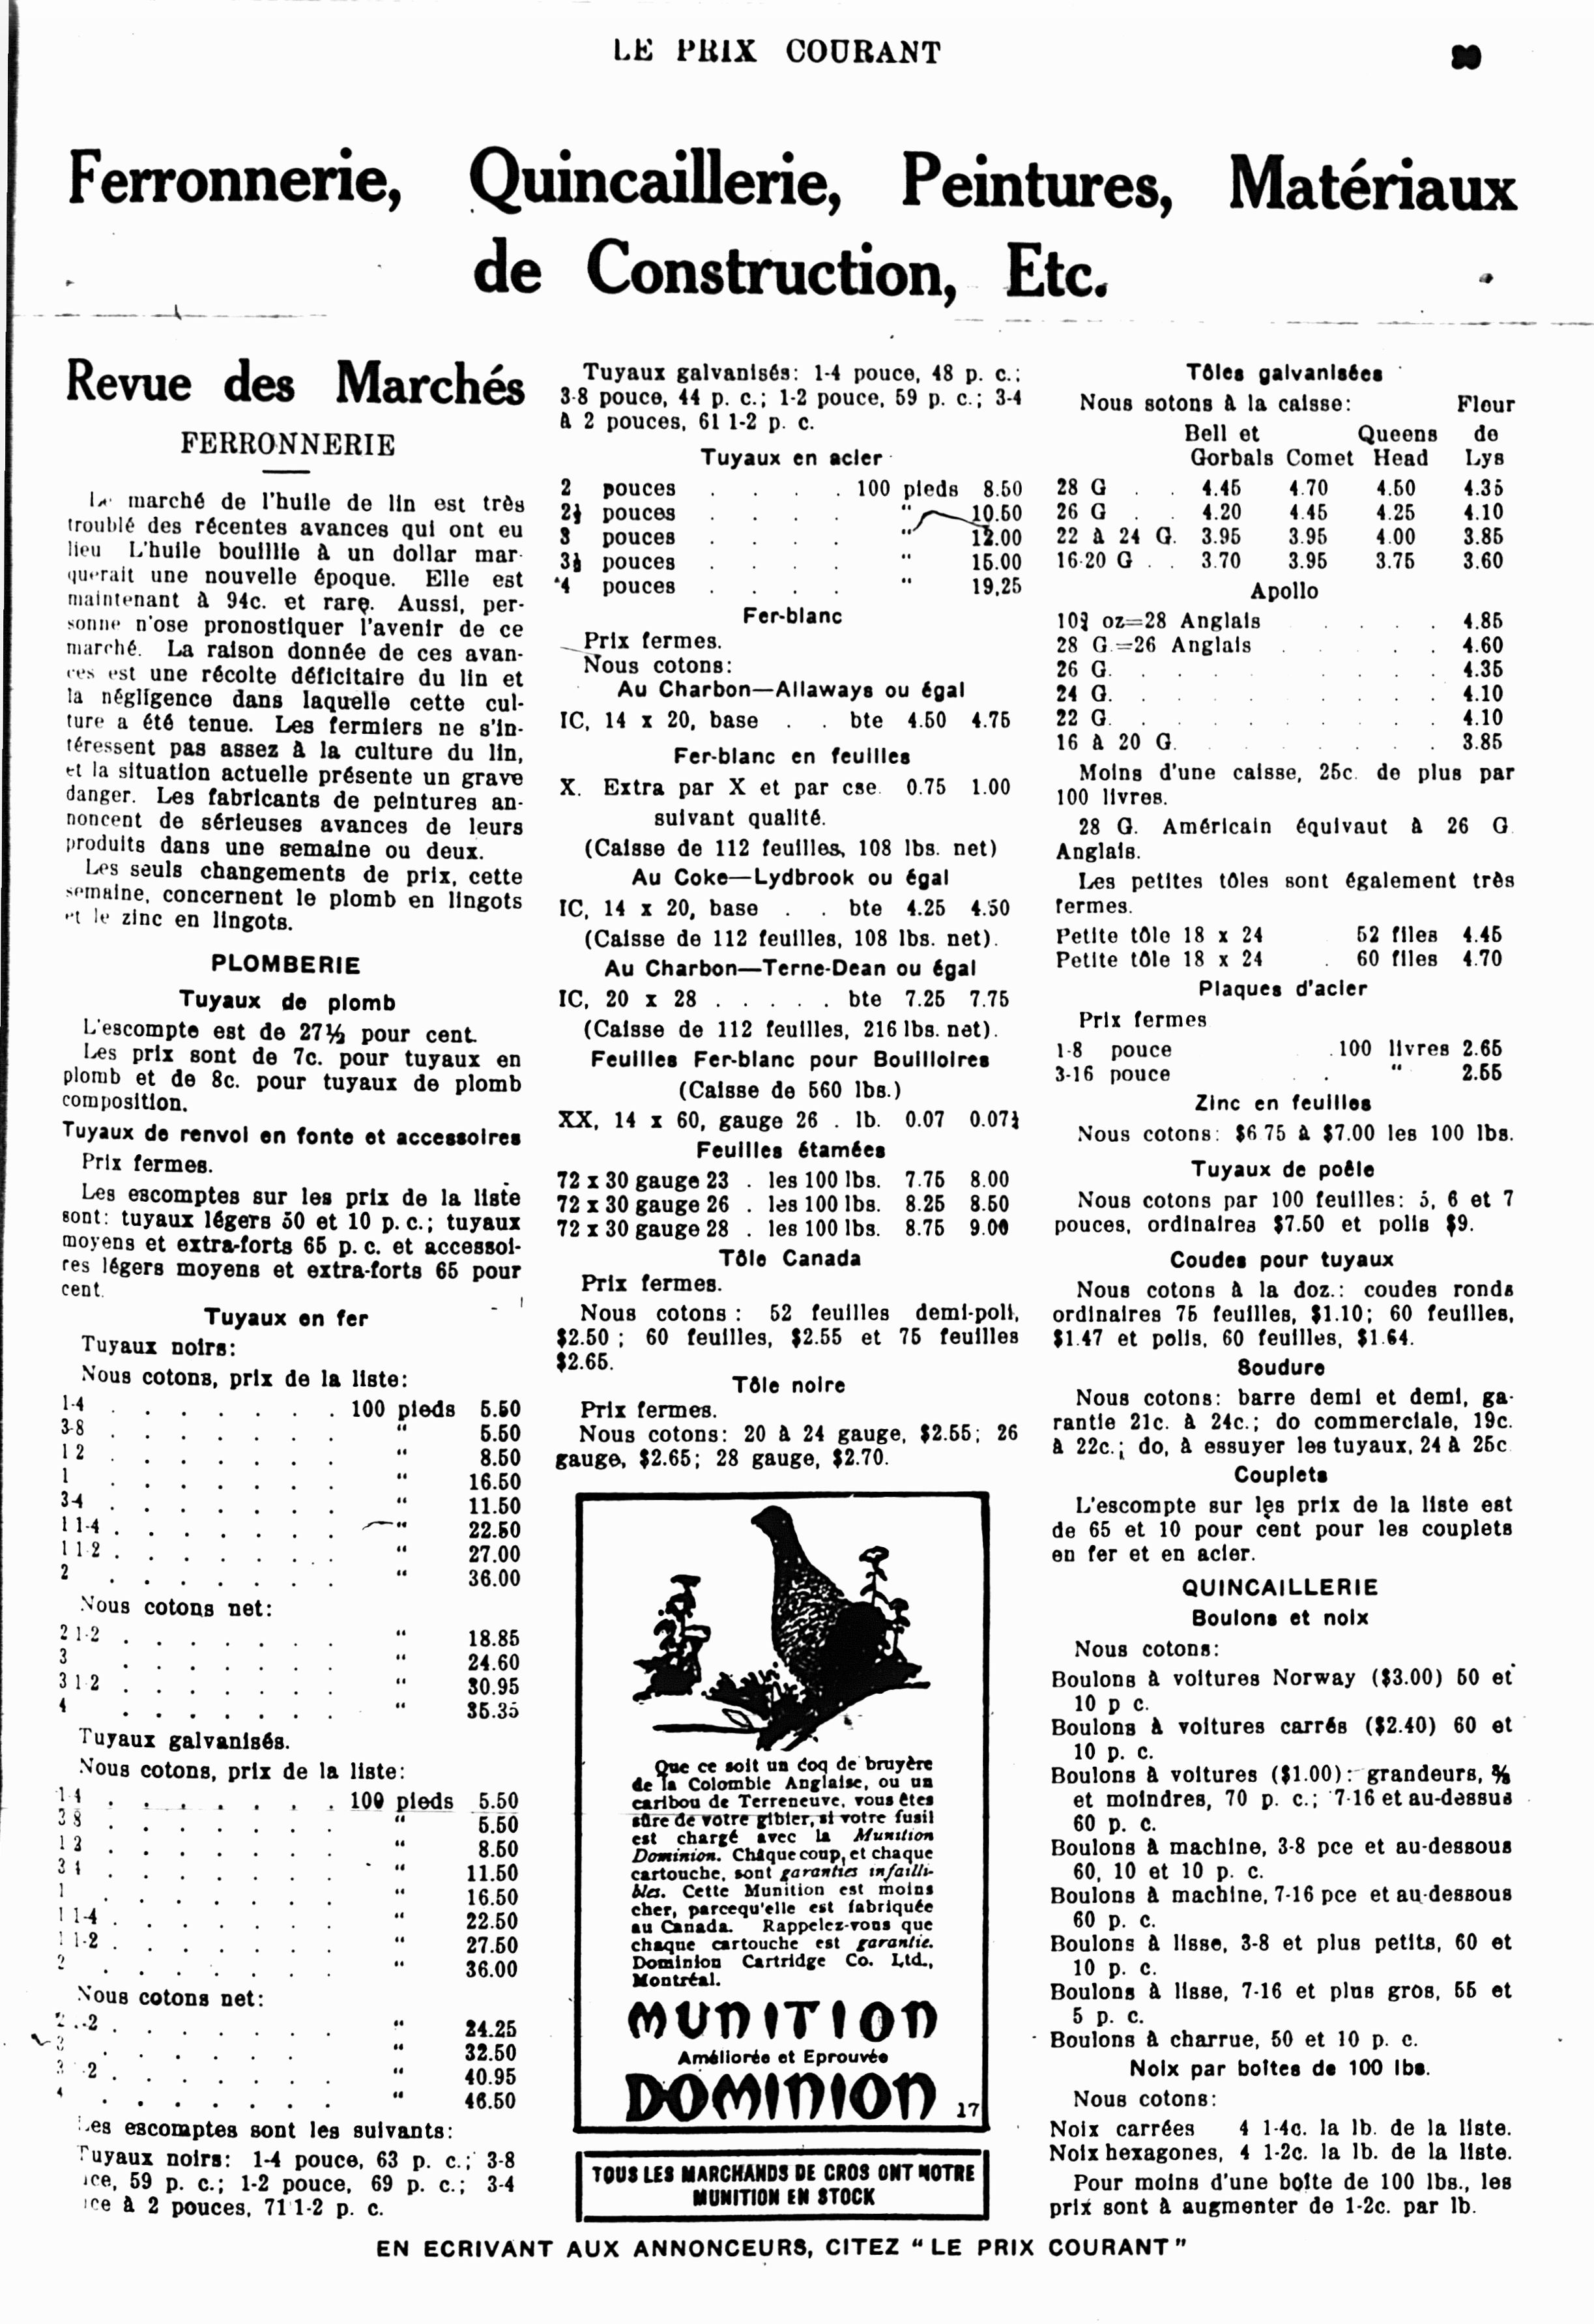 LE PRIX COURANT
Ferronnerie, Quincaillerie, Peintures, Matériaux
de Construction, Etc.
Revue des Marchés
FERRONNERIE
Le marché de l'huile de lin est très
troublé des récentes avances qui ont eu
lieu L'huile bouillie à un dollar mar-
querait une nouvelle époque. Elle est
maintenant à 94c. et rare. Aussi, per-
sonne n'ose pronostiquer l'avenir de ce
marché. La raison donnée de ces avan-
ces est une récolte déficitaire du lin et
la négligence dans laquelle cette cul-
ture a été tenue. Les fermiers ne s'in-
téressent pas assez à la culture du lin,
et la situation actuelle présente un grave
danger. Les fabricants de peintures an-
noncent de sérieuses avances de leurs
produits dans une semaine ou deux.
Les seuls changements de prix, cette
semaine, concernent le plomb en lingots
et le zinc en lingots.
PLOMBERIE
Tuyaux de plomb
L'escompte est de 27½ pour cent.
Les prix sont de 7c. pour tuyaux en
plomb et de 8c. pour tuyaux de plomb
composition.
Tuyaux de renvoi en fonte et accessoires
Prix fermes.
Les escomptes sur les prix de la liste
sont: tuyaux légers 50 et 10 p. c.; tuyaux
moyens et extra-forts 65 p. c. et accessoi-
res légers moyens et extra-forts 65 pour
cent.
Tuyaux en fer
Tuyaux noirs:
Nous cotons, prix de la liste:
1-4 . . . . . . . 100 pieds 5.50
3-8 . . . . . . . " 5.50
1 2 . . . . . . . " 8.50
1 . . . . . . . " 16.50
3-4 . . . . . . . " 11.50
1 1-4 . . . . . . . " 22.50
1 1-2 . . . . . . . " 27.00
2 . . . . . . . " 36.00
Nous cotons net:
2 1-2 . . . . . . . " 18.85
3 . . . . . . . " 24.60
3 1-2 . . . . . . . " 30.95
4 . . . . . . . " 35.35
Tuyaux galvanisés.
Nous cotons, prix de la liste:
1 4 . . . . . . . 100 pieds 5.50
3 8 . . . . . . . " 5.50
1 2 . . . . . . . " 8.50
3 4 . . . . . . . " 11.50
1 . . . . . . . " 16.50
1 1-4 . . . . . . . " 22.50
1 1-2 . . . . . . . " 27.50
2 . . . . . . . " 36.00
Nous cotons net:
2 -2 . . . . . . . " 24.25
3 . . . . . . . " 32.50
3 -2 . . . . . . . " 40.95
4 . . . . . . . " 46.50
Les escomptes sont les suivants:
Tuyaux noirs: 1-4 pouce, 63 p. c.; 3-8
ce, 59 p. c.; 1-2 pouce, 69 p. c.; 3-4
ce à 2 pouces, 71 1-2 p. c.
Tuyaux galvanisés: 1-4 pouce, 48 p. c.;
3-8 pouce, 44 p. c.; 1-2 pouce, 59 p. c.; 3-4
à 2 pouces, 61 1-2 p. c.
Tuyaux en acier
2 pouces . . . . 100 pieds 8.50
2½ pouces . . . . " 10.50
3 pouces . . . . " 12.00
3½ pouces . . . . " 15.00
4 pouces . . . . " 19,25
Fer-blanc
Prix fermes.
Nous cotons:
Au Charbon—Allaways ou égal
IC, 14 x 20, base . . bte 4.50 4.75
Fer-blanc en feuilles
X. Extra par X et par cse. 0.75 1.00
suivant qualité.
(Caisse de 112 feuilles, 108 lbs. net)
Au Coke—Lydbrook ou égal
IC, 14 x 20, base . . bte 4.25 4.50
(Caisse de 112 feuilles, 108 lbs. net).
Au Charbon—Terne-Dean ou égal
IC, 20 x 28 . . . . . bte 7.25 7.75
(Caisse de 112 feuilles, 216 lbs. net).
Feuilles Fer-blanc pour Bouilloires
(Caisse de 560 lbs.)
XX, 14 x 60, gauge 26 . lb. 0.07 0.07½
Feuilles étamées
72 x 30 gauge 23 . les 100 lbs. 7.75 8.00
72 x 30 gauge 26 . les 100 lbs. 8.25 8.50
72 x 30 gauge 28 . les 100 lbs. 8.75 9.00
Tôle Canada
Prix fermes.
Nous cotons : 52 feuilles demi-poli,
$2.50 ; 60 feuilles, $2.55 et 75 feuilles
$2.65.
Tôle noire
Prix fermes.
Nous cotons: 20 à 24 gauge, $2.55; 26
gauge, $2.65; 28 gauge, $2.70.
Que ce soit un coq de bruyère
de la Colombie Anglaise, ou un
caribou de Terreneuve, vous êtes
sûre de votre gibier, si votre fusil
est chargé avec la Munition
Dominion. Chaque coup, et chaque
cartouche, sont garanties infailli-
bles. Cette Munition est moins
cher, parcequ'elle est fabriquée
au Canada. Rappelez-vous que
chaque cartouche est garantie.
Dominion Cartridge Co. Ltd.,
Montréal.
MUNITION
Améliorée et Eprouvée
DOMINION 17
TOUS LES MARCHANDS DE GROS ONT NOTRE
MUNITION EN STOCK
Tôles galvanisées
Nous sotons à la caisse: Fleur
Bell et Queens de
Gorbals Comet Head Lys
28 G . . 4.45 4.70 4.50 4.35
26 G . . 4.20 4.45 4.25 4.10
22 à 24 G. 3.95 3.95 4.00 3.85
16-20 G . . 3.70 3.95 3.75 3.60
Apollo
10¾ oz=28 Anglais . . . . 4.85
28 G.=26 Anglais . . . . . 4.60
26 G. . . . . . . . . 4.35
24 G. . . . . . . . . 4.10
22 G. . . . . . . . . 4.10
16 à 20 G. . . . . . . 3.85
Moins d'une caisse, 25c. de plus par
100 livres.
28 G. Américain équivaut à 26 G.
Anglais.
Les petites tôles sont également très
fermes.
Petite tôle 18 x 24 52 files 4.45
Petite tôle 18 x 24 . 60 files 4.70
Plaques d'acier
Prix fermes
1-8 pouce . 100 livres 2.65
3-16 pouce . . " 2.55
Zinc en feuilles
Nous cotons: $6 75 à $7.00 les 100 lbs.
Tuyaux de poêle
Nous cotons par 100 feuilles: 5, 6 et 7
pouces, ordinaires $7.50 et polis $9.
Coudes pour tuyaux
Nous cotons à la doz.: coudes ronds
ordinaires 75 feuilles, $1.10; 60 feuilles,
$1.47 et polis, 60 feuilles, $1.64.
Soudure
Nous cotons: barre demi et demi, ga-
rantie 21c. à 24c.; do commerciale, 19c.
à 22c.; do, à essuyer les tuyaux, 24 à 25c
Couplets
L'escompte sur les prix de la liste est
de 65 et 10 pour cent pour les couplets
en fer et en acier.
QUINCAILLERIE
Boulons et noix
Nous cotons:
Boulons à voitures Norway ($3.00) 50 et
10 p c.
Boulons à voitures carrés ($2.40) 60 et
10 p. c.
Boulons à voitures ($1.00): grandeurs, ⅜
et moindres, 70 p. c.; 7-16 et au-dessus
60 p. c.
Boulons à machine, 3-8 pce et au-dessous
60, 10 et 10 p. c.
Boulons à machine, 7-16 pce et au-dessous
60 p. c.
Boulons à lisse, 3-8 et plus petits, 60 et
10 p. c.
Boulons à lisse, 7-16 et plus gros, 55 et
5 p. c.
Boulons à charrue, 50 et 10 p. c.
Noix par boîtes de 100 lbs.
Nous cotons:
Noix carrées 4 1-4c. la lb. de la liste.
Noix hexagones, 4 1-2c. la lb. de la liste.
Pour moins d'une boîte de 100 lbs., les
prix sont à augmenter de 1-2c. par lb.
EN ECRIVANT AUX ANNONCEURS, CITEZ "LE PRIX COURANT"